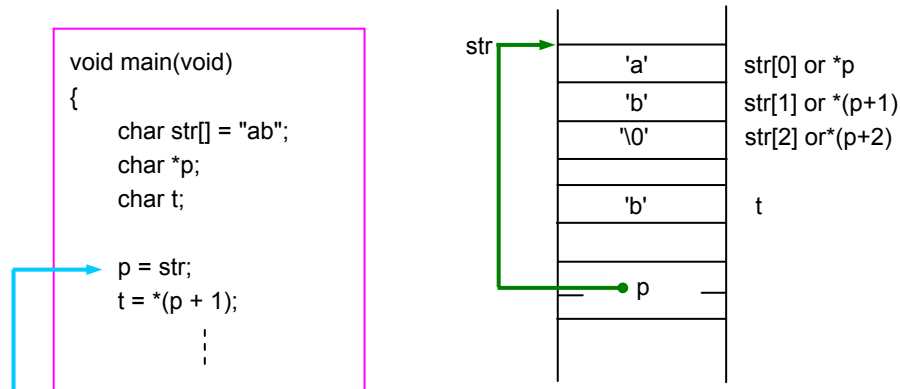 void main(void)
{
char str[] = "ab";
char *p;
char t;
p = str;
t = *(p + 1);
str
'a' str[0] or *p
'b' str[1] or *(p+1)
'\0' str[2] or*(p+2)
'b' t
p